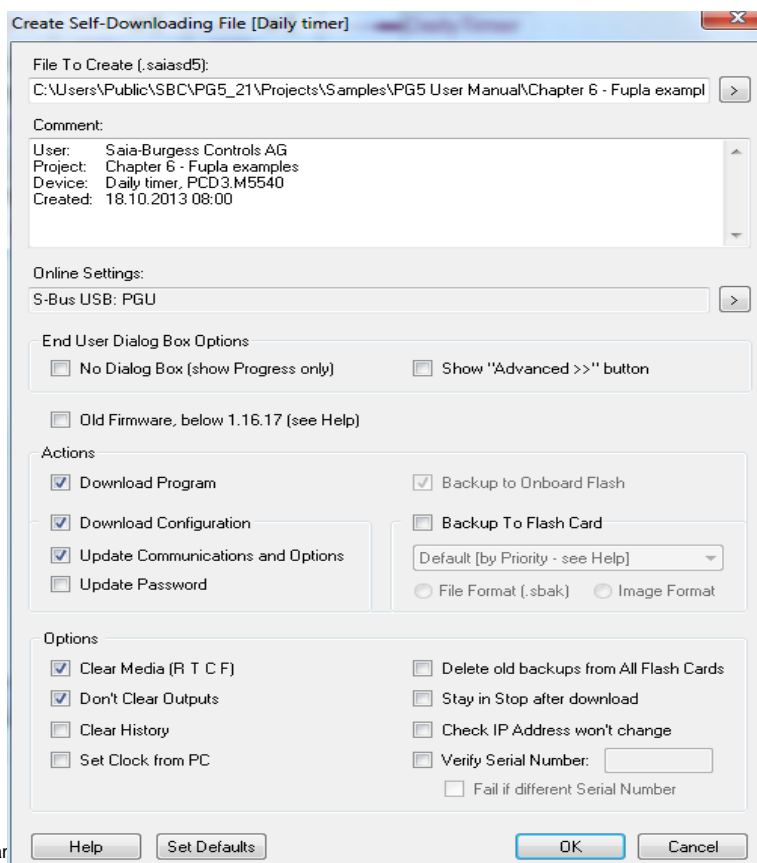 Create Self-Downloading File [Daily timer]
File To Create (.saiasd5):
C:\Users\Public\SBC\PG5_21\Projects\Samples\PG5 User Manual\Chapter 6 - Fupla exampl
>
Comment:
User: Saia-Burgess Controls AG
Project: Chapter 6 - Fupla examples
Device: Daily timer, PCD3.M5540
Created: 18.10.2013 08:00
Online Settings:
S-Bus USB: PGU
>
End User Dialog Box Options
No Dialog Box (show Progress only)
Show "Advanced >>" button
Old Firmware, below 1.16.17 (see Help)
Actions
Download Program
Backup to Onboard Flash
Download Configuration
Backup To Flash Card
Update Communications and Options
Default [by Priority - see Help]
Update Password
File Format (.sbak)
Image Format
Options
Clear Media (R T C F)
Delete old backups from All Flash Cards
Don't Clear Outputs
Stay in Stop after download
Clear History
Check IP Address won't change
Set Clock from PC
Verify Serial Number:
Fail if different Serial Number
Help
Set Defaults
OK
Cancel